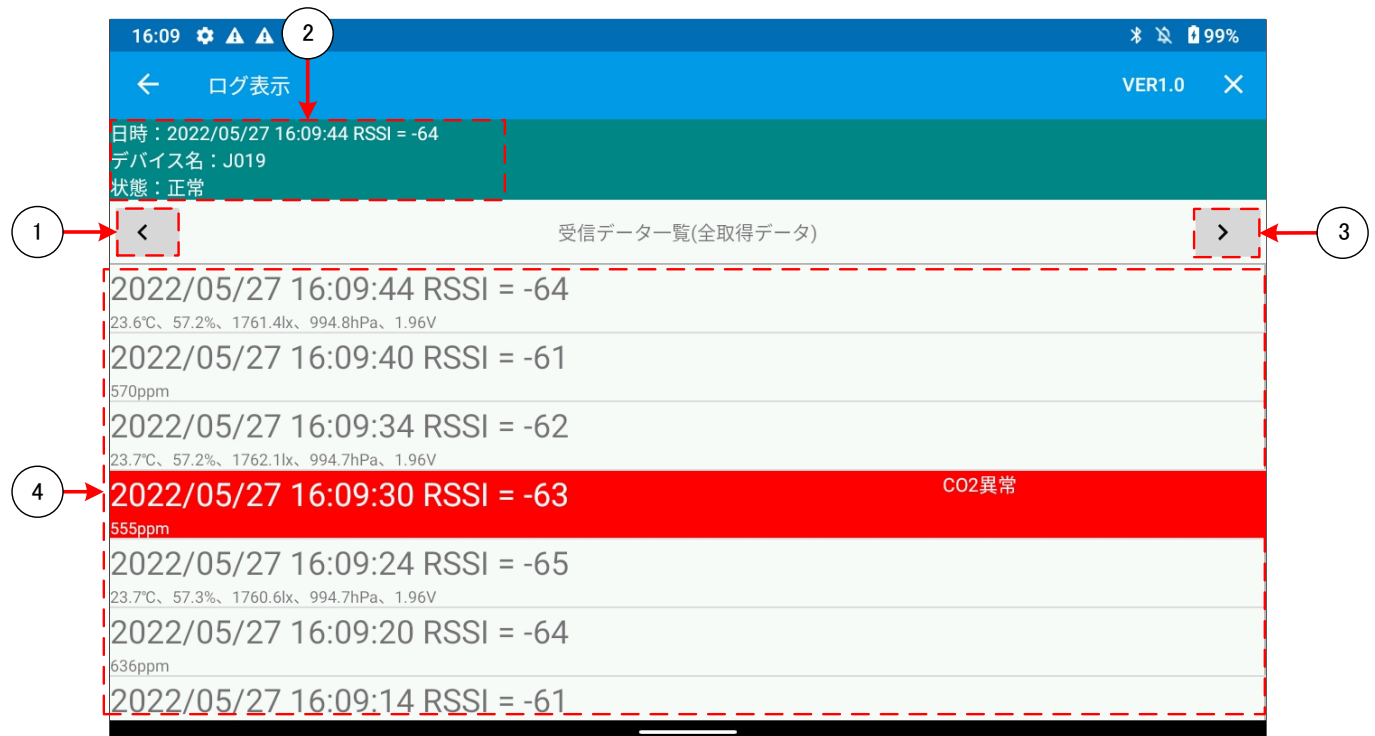 2
16:09 99%
ログ表示 VER1.0
日時：2022/05/27 16:09:44 RSSI = -64
デバイス名：J019
状態：正常
1
受信データ一覧(全取得データ)
3
2022/05/27 16:09:44 RSSI = -64
23.6℃、57.2%、1761.4lx、994.8hPa、1.96V
2022/05/27 16:09:40 RSSI = -61
570ppm
2022/05/27 16:09:34 RSSI = -62
23.7℃、57.2%、1762.1lx、994.7hPa、1.96V
4
2022/05/27 16:09:30 RSSI = -63 CO2異常
555ppm
2022/05/27 16:09:24 RSSI = -65
23.7℃、57.3%、1760.6lx、994.7hPa、1.96V
2022/05/27 16:09:20 RSSI = -64
636ppm
2022/05/27 16:09:14 RSSI = -61